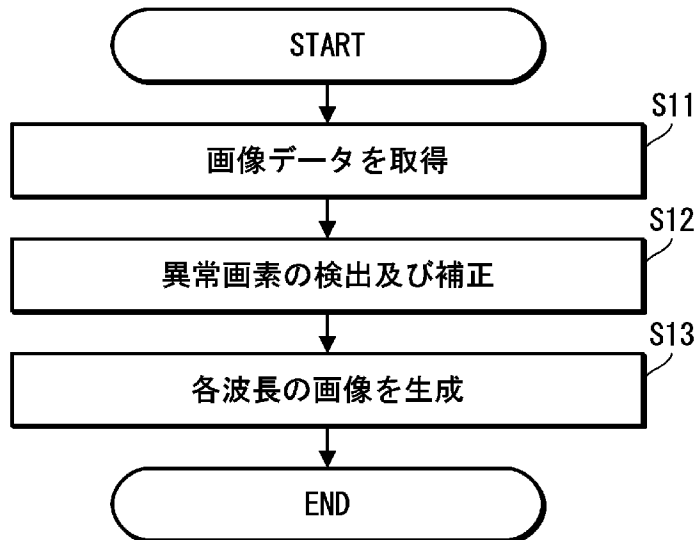 START
S11
画像データを取得
S12
異常画素の検出及び補正
S13
各波長の画像を生成
END